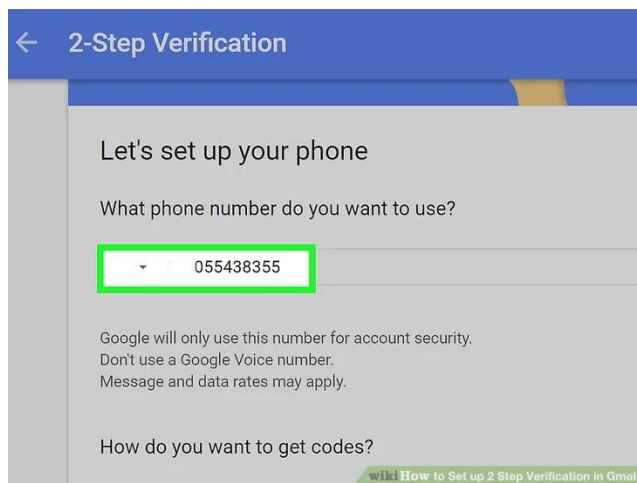 2-Step Verification
Let's set up your phone
What phone number do you want to use?
055438355
Google will only use this number for account security.
Don't use a Google Voice number.
Message and data rates may apply.
How do you want to get codes?
wikiHow to Set up 2 Step Verification in Gmai